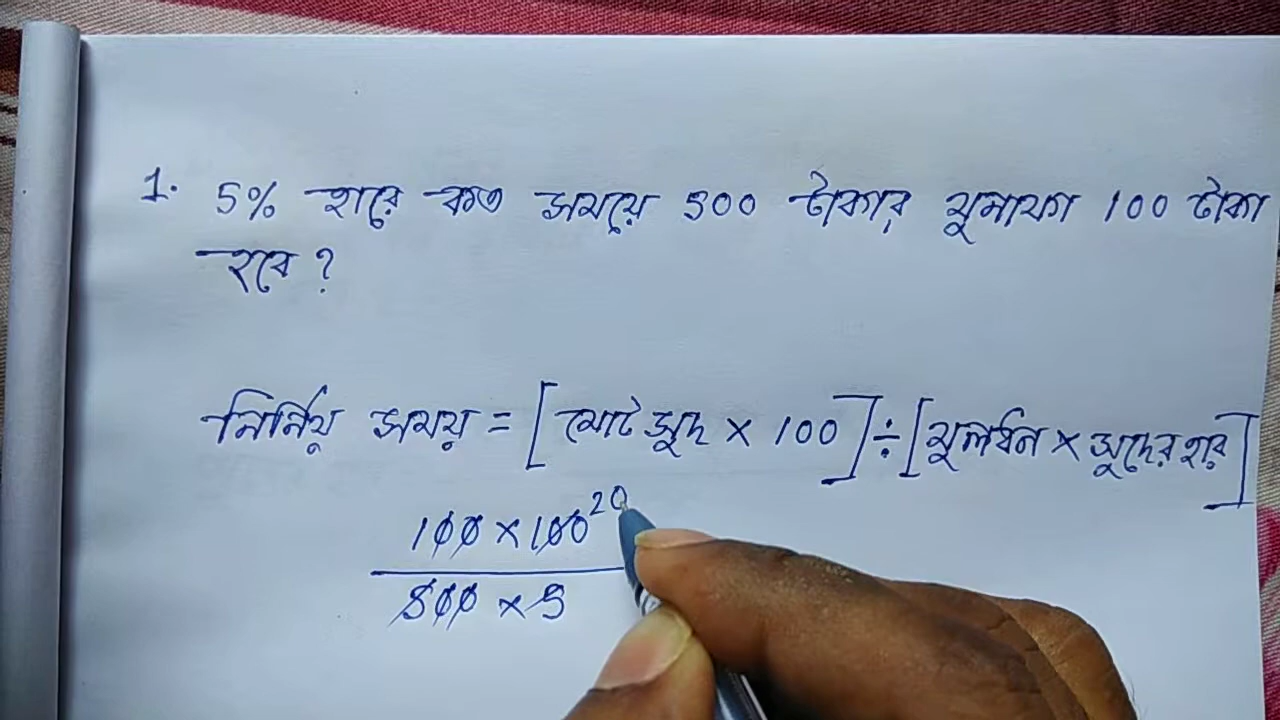 1. 5% হারে কত সময়ে 500 টাকার মুনাফা 100 টাকা
হবে?
নির্নিয় সময় = [মোট সুদ × 100] ÷ [মূলধন × সুদের হার]
100 × 100 20
500 × 5